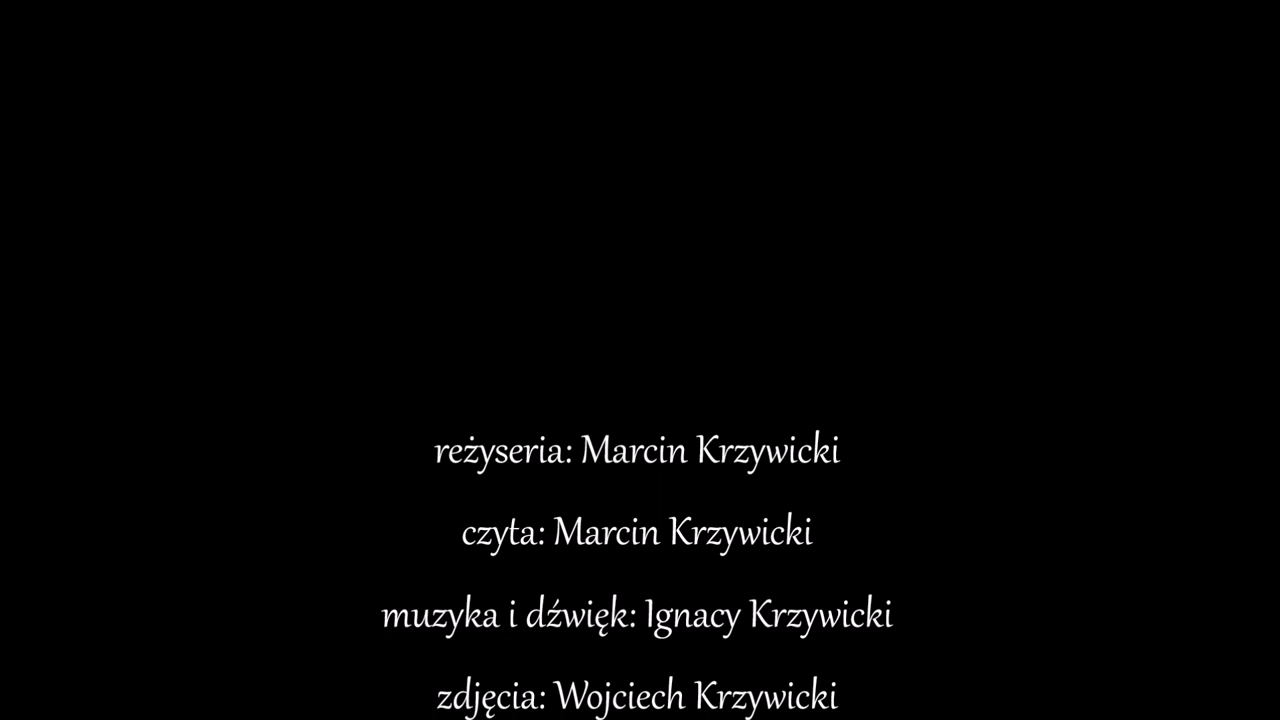 reżyseria: Marcin Krzywicki
czyta: Marcin Krzywicki
muzyka i dźwięk: Ignacy Krzywicki
zdjęcia: Wojciech Krzywicki